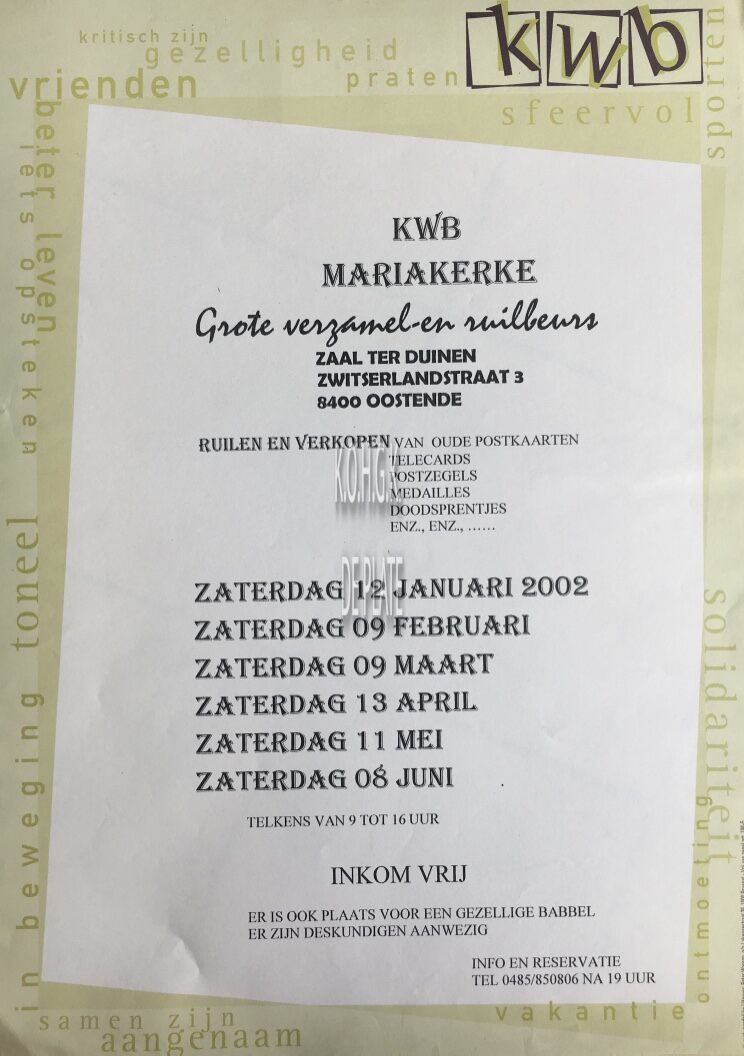 kritisch zijn
gezelligheid
vrienden
praten
kwb
sfeervol
sporten
beter leven
iets opsteken
toneel
in beweging
KWB
MARIAKERKE
Grote verzamel-en ruilbeurs
ZAAL TER DUINEN
ZWITSERLANDSTRAAT 3
8400 OOSTENDE
RUILEN EN VERKOPEN VAN OUDE POSTKAARTEN
TELECARDS
POSTZEGELS
MEDAILLES
DOODSPRENTJES
ENZ., ENZ., ......
K.O.H.G.K.
DE PLATE
ZATERDAG 12 JANUARI 2002
ZATERDAG 09 FEBRUARI
ZATERDAG 09 MAART
ZATERDAG 13 APRIL
ZATERDAG 11 MEI
ZATERDAG 08 JUNI
TELKENS VAN 9 TOT 16 UUR
INKOM VRIJ
ER IS OOK PLAATS VOOR EEN GEZELLIGE BABBEL
ER ZIJN DESKUNDIGEN AANWEZIG
INFO EN RESERVATIE
TEL 0485/850806 NA 19 UUR
solidariteit
ontmoeting
vakantie
samen zijn
aangenaam